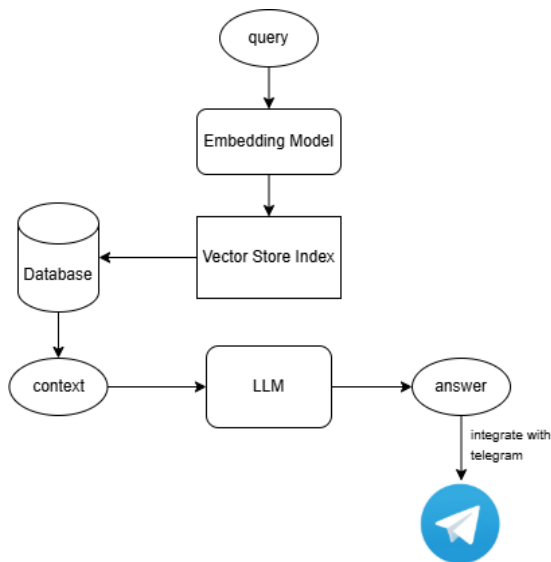 query
Embedding Model
Vector Store Index
Database
context
LLM
answer
integrate with
telegram